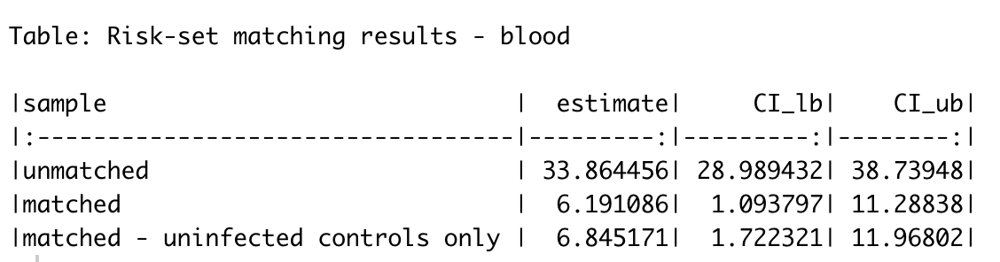 Table: Risk-set matching results - blood
|sample                             |  estimate|     CI_lb|    CI_ub|
|:----------------------------------|---------:|---------:|--------:|
|unmatched                          | 33.864456| 28.989432| 38.73948|
|matched                            |  6.191086|  1.093797| 11.28838|
|matched - uninfected controls only |  6.845171|  1.722321| 11.96802|